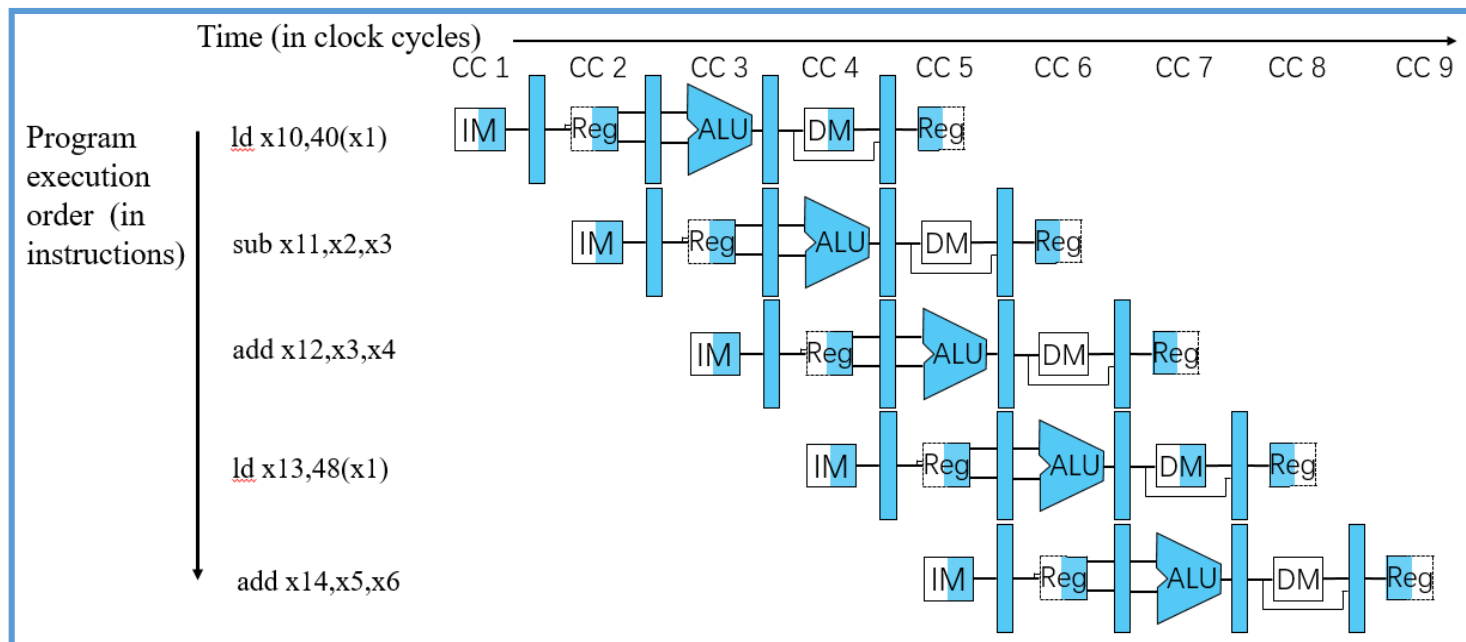 Time (in clock cycles)
CC 1 CC 2 CC 3 CC 4 CC 5 CC 6 CC 7 CC 8 CC 9
Program
execution
order (in
instructions)
ld x10,40(x1)
IM Reg ALU DM Reg
sub x11,x2,x3
IM Reg ALU DM Reg
add x12,x3,x4
IM Reg ALU DM Reg
ld x13,48(x1)
IM Reg ALU DM Reg
add x14,x5,x6
IM Reg ALU DM Reg